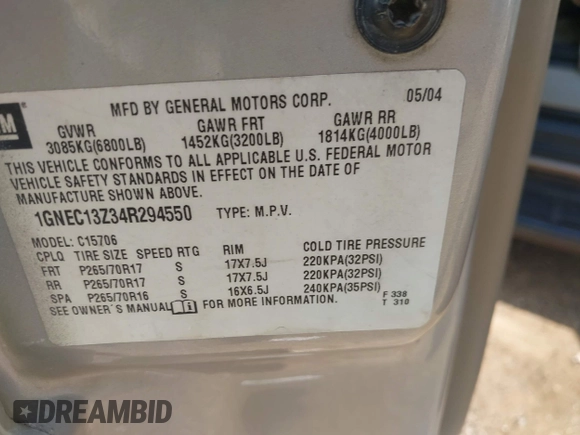 GM
MFD BY GENERAL MOTORS CORP. 05/04
GVWR GAWR FRT GAWR RR
3085KG(6800LB) 1452KG(3200LB) 1814KG(4000LB)
THIS VEHICLE CONFORMS TO ALL APPLICABLE U.S. FEDERAL MOTOR
VEHICLE SAFETY STANDARDS IN EFFECT ON THE DATE OF
MANUFACTURE SHOWN ABOVE.
1GNEC13Z34R294550 TYPE: M.P.V.
MODEL: C15706
CPLQ TIRE SIZE SPEED RTG RIM COLD TIRE PRESSURE
FRT P265/70R17 S 17X7.5J 220KPA(32PSI)
RR P265/70R17 S 17X7.5J 220KPA(32PSI)
SPA P265/70R16 S 16X6.5J 240KPA(35PSI)
SEE OWNER'S MANUAL FOR MORE INFORMATION
F 338
T 310
DREAMBID